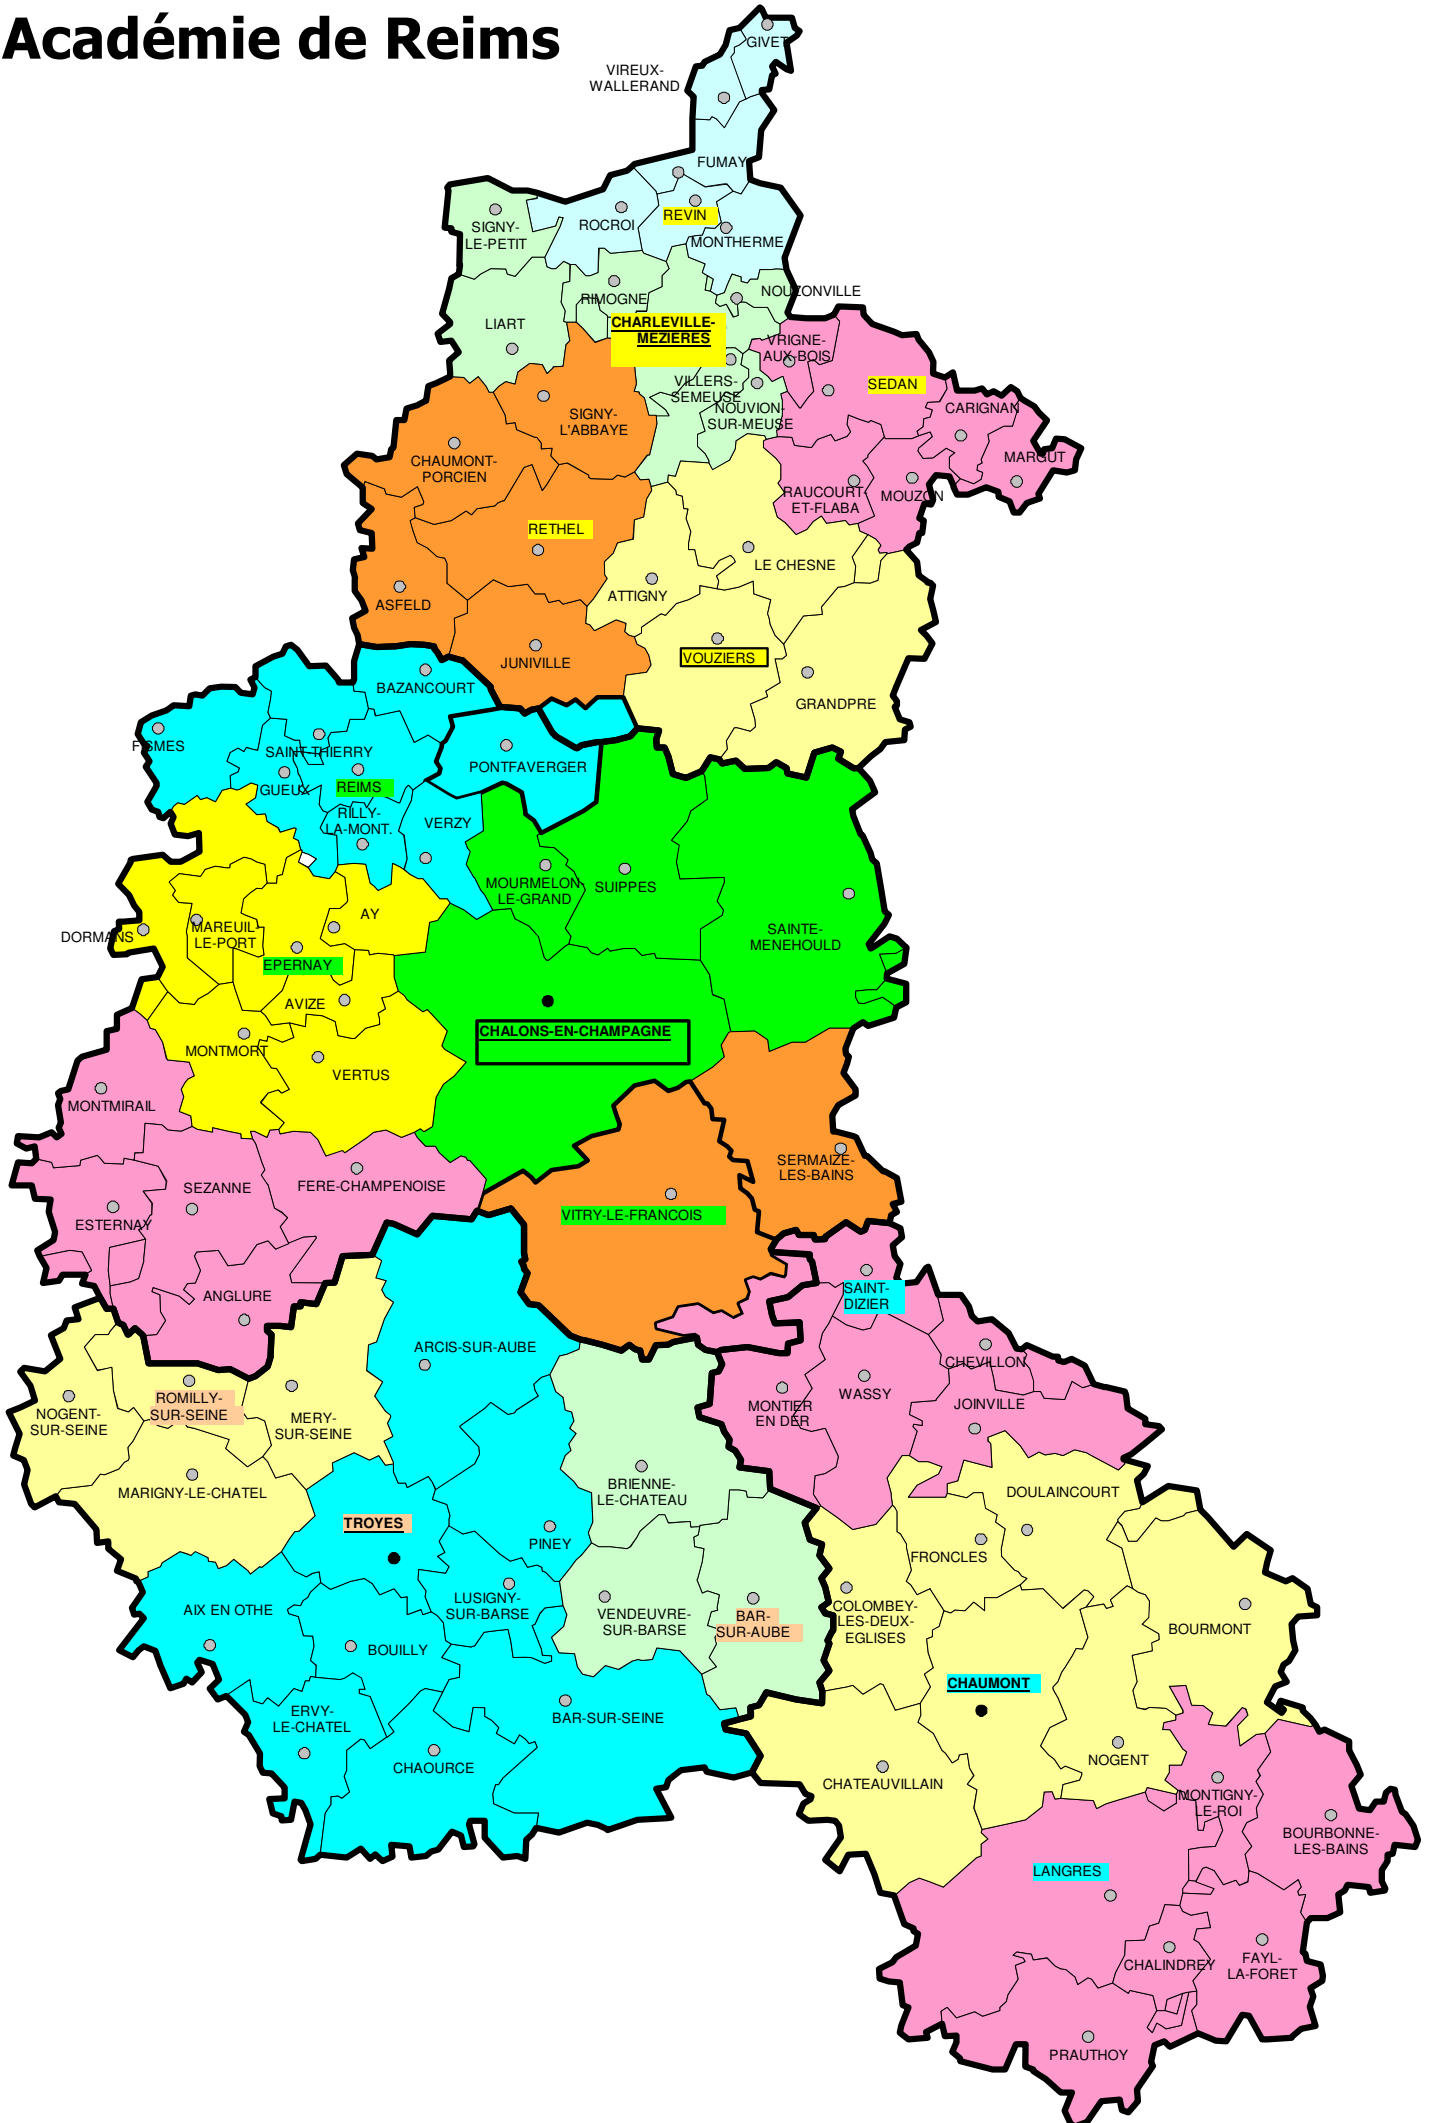 Académie de Reims
GIVET
VIREUX-
WALLERAND
FUMAY
REVIN
ROCROI
SIGNY-
LE-PETIT
MONTHERME
NOUZONVILLE
RIMOGNE
LIART
CHARLEVILLE-
MEZIERES
VRIGNE-
AUX-BOIS
SEDAN
VILLERS-
SEMEUSE
NOUVION-
SUR-MEUSE
CARIGNAN
SIGNY-
L'ABBAYE
MARGUT
CHAUMONT-
PORCIEN
RAUCOURT
ET-FLABA
MOUZON
RETHEL
LE CHESNE
ATTIGNY
ASFELD
VOUZIERS
JUNIVILLE
BAZANCOURT
GRANDPRE
FISMES
SAINT-THIERRY
PONTFAVERGER
GUEUX
REIMS
RILLY-
LA-MONT.
VERZY
MOURMELON-
LE-GRAND
SUIPPES
AY
DORMANS
MAREUIL-
LE-PORT
SAINTE-
MENEHOULD
EPERNAY
AVIZE
CHALONS-EN-CHAMPAGNE
MONTMORT
VERTUS
MONTMIRAIL
SERMAIZE-
LES-BAINS
SEZANNE
FERE-CHAMPENOISE
ESTERNAY
VITRY-LE-FRANCOIS
ANGLURE
SAINT-
DIZIER
ARCIS-SUR-AUBE
CHEVILLON
ROMILLY-
SUR-SEINE
WASSY
JOINVILLE
NOGENT-
SUR-SEINE
MERY-
SUR-SEINE
MONTIER
EN DER
MARIGNY-LE-CHATEL
BRIENNE-
LE-CHATEAU
DOULAINCOURT
TROYES
PINEY
FRONCLES
LUSIGNY-
SUR-BARSE
AIX EN OTHE
COLOMBEY-
LES-DEUX-
EGLISES
VENDEUVRE-
SUR-BARSE
BAR-
SUR-AUBE
BOURMONT
BOUILLY
CHAUMONT
ERVY-
LE-CHATEL
BAR-SUR-SEINE
NOGENT
CHAOURCE
CHATEAUVILLAIN
MONTIGNY-
LE-ROI
BOURBONNE-
LES-BAINS
LANGRES
CHALINDREY
FAYL-
LA-FORET
PRAUTHOY